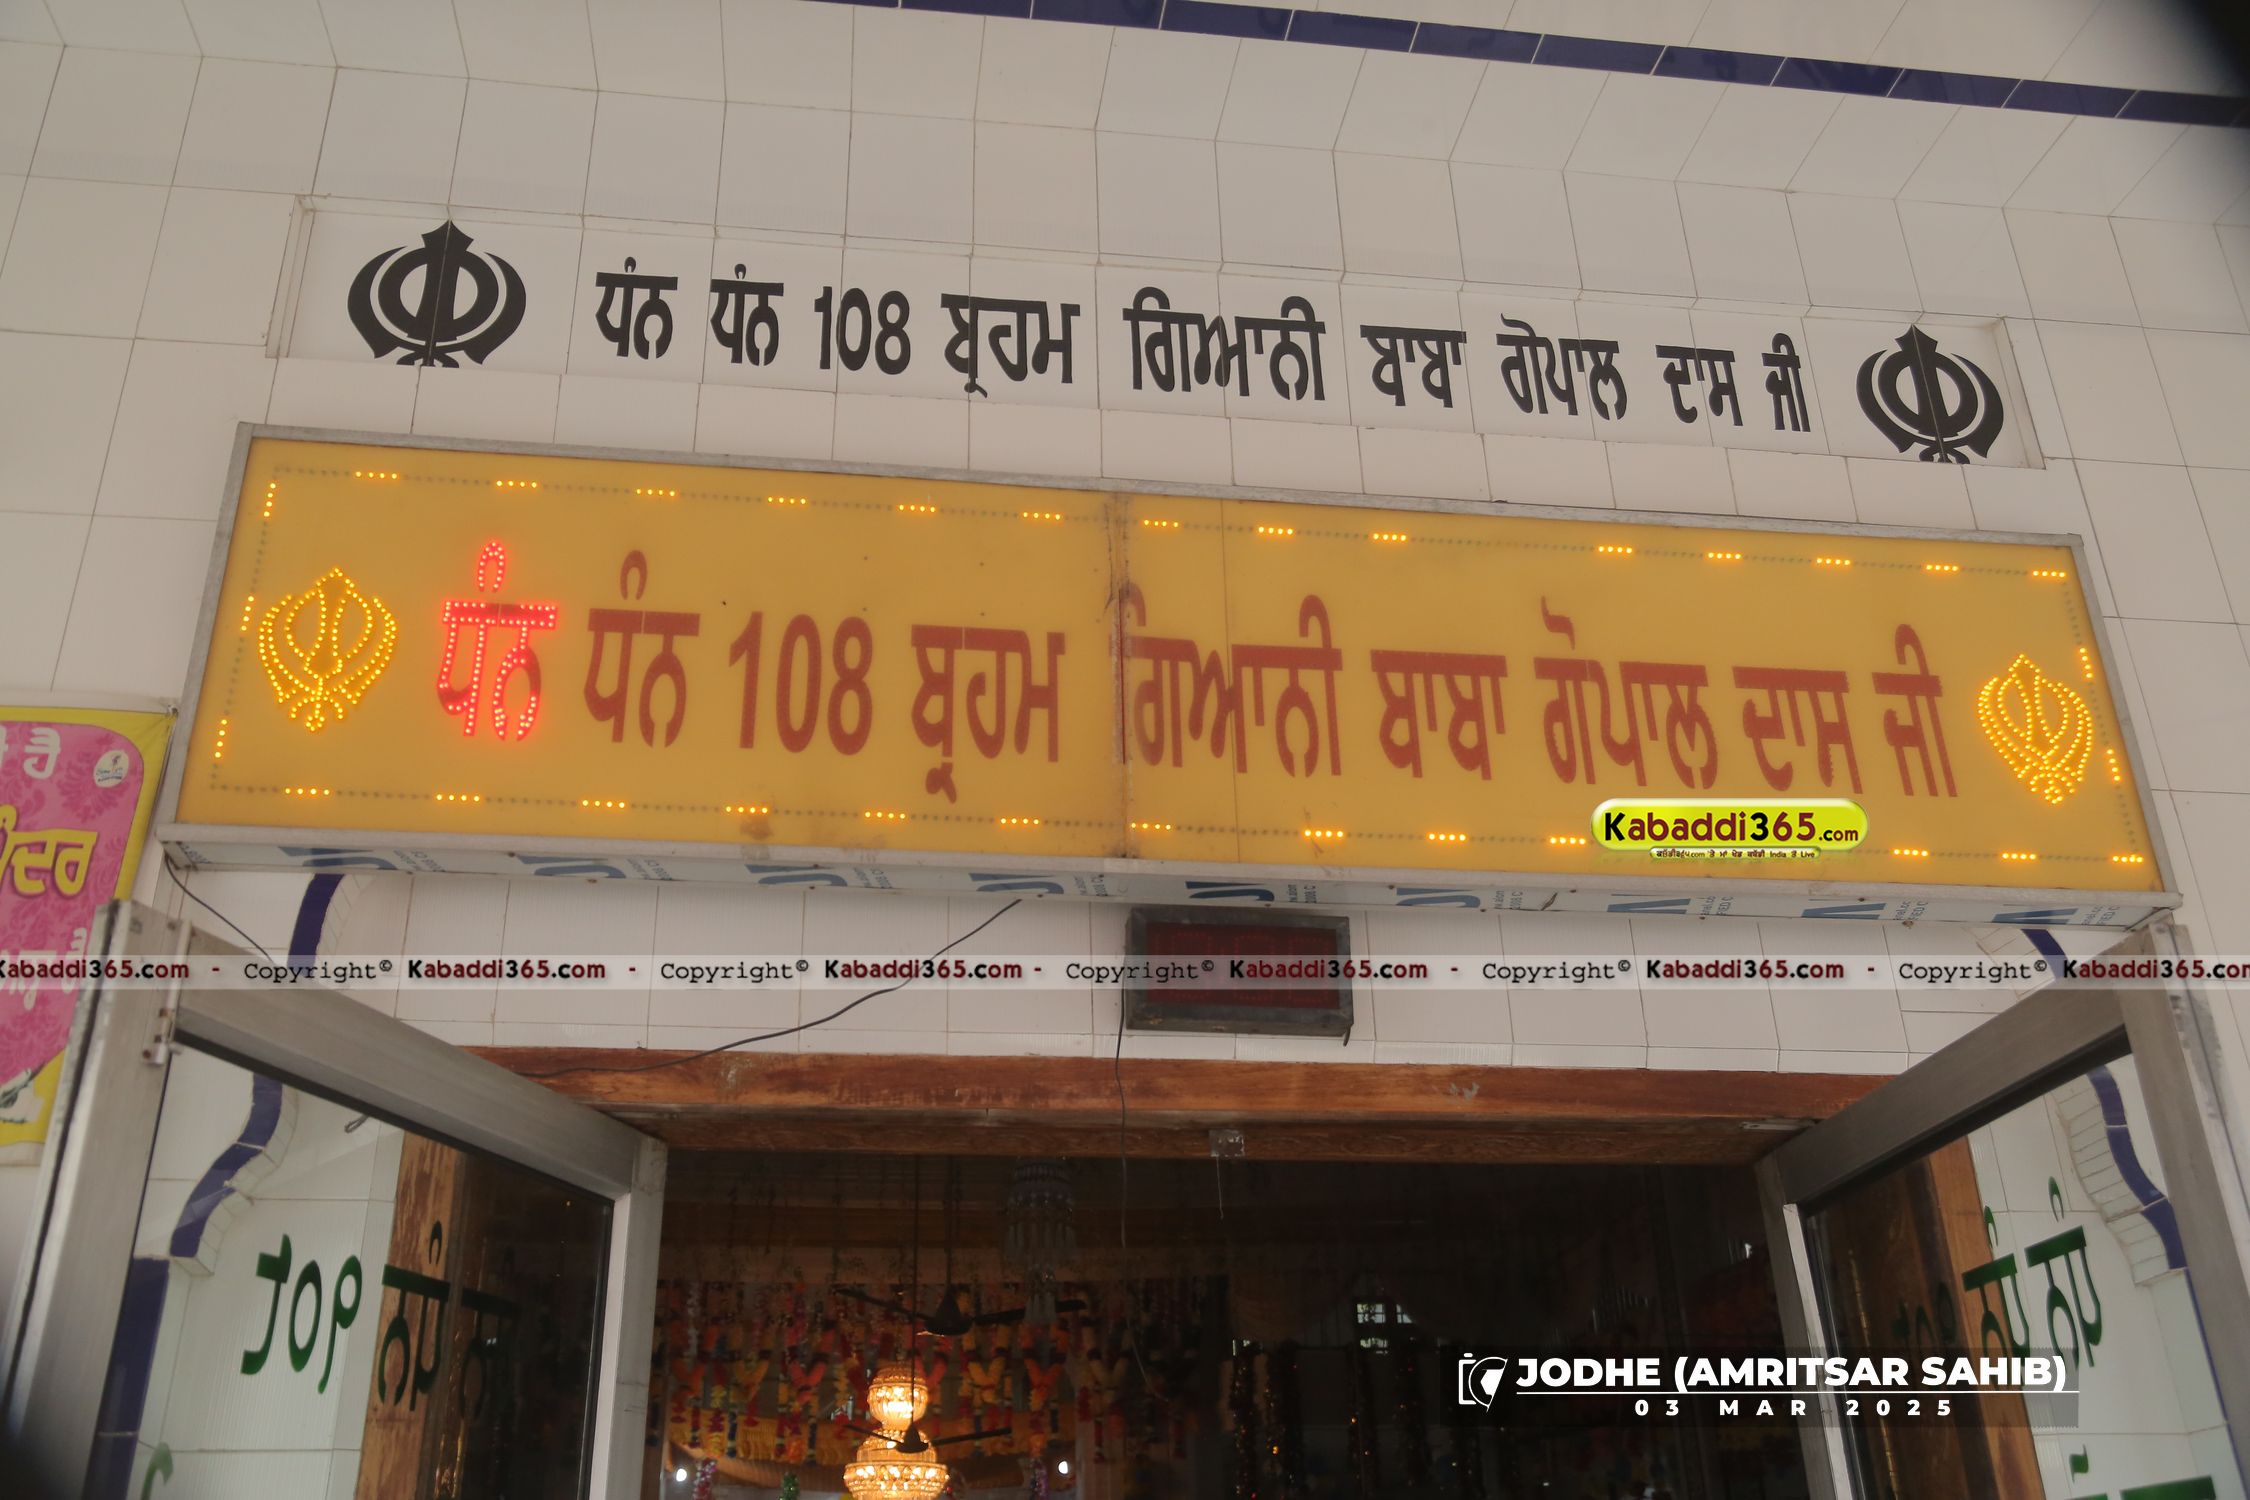 ਧੰਨ ਧੰਨ 108 ਬ੍ਰਹਮ ਗਿਆਨੀ ਬਾਬਾ ਗੋਪਾਲ ਦਾਸ ਜੀ
ਧੰਨ ਧੰਨ 108 ਬ੍ਰਹਮ ਗਿਆਨੀ ਬਾਬਾ ਗੋਪਾਲ ਦਾਸ ਜੀ
Kabaddi365.com
ਹੈ
Kabaddi365.com - Copyright© Kabaddi365.com - Copyright© Kabaddi365.com - Copyright© Kabaddi365.com - Copyright© Kabaddi365.com - Copyright© Kabaddi365.com
ਧੰਨ ਧੰਨ
JODHE (AMRITSAR SAHIB)
03 MAR 2025